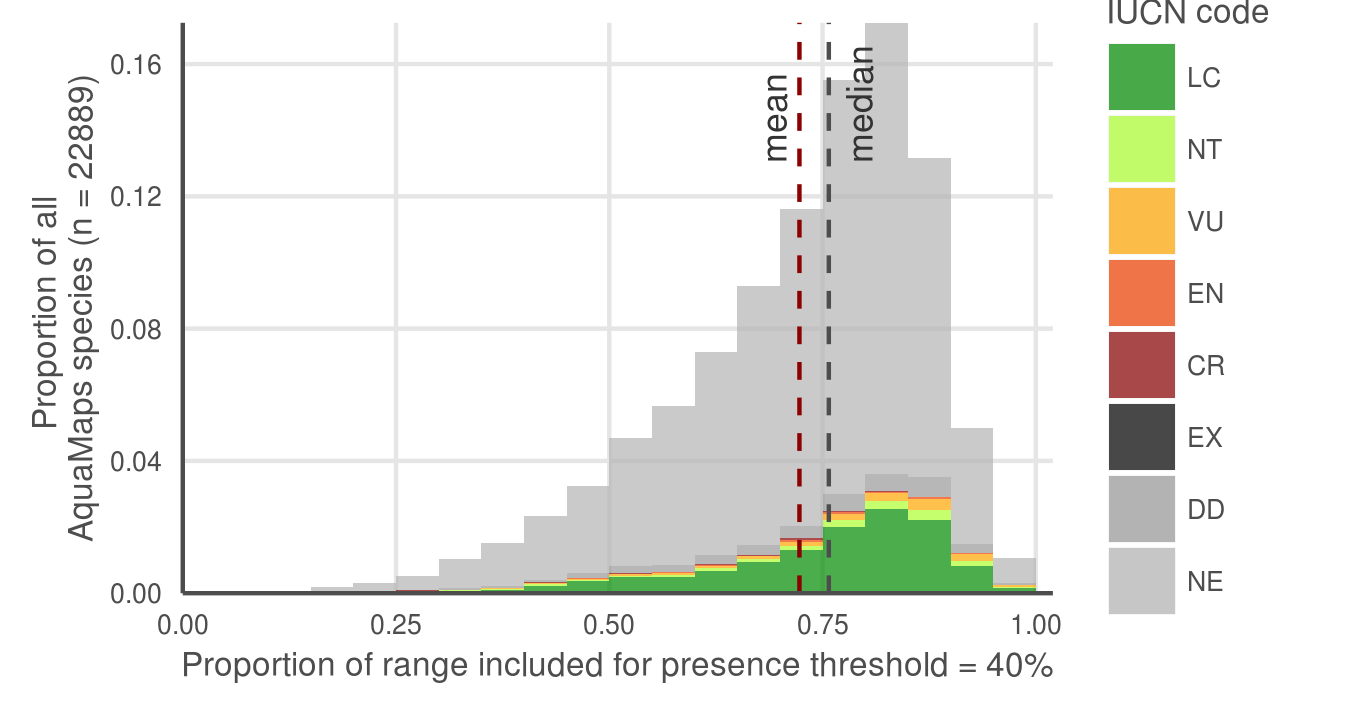 IUCN code
LC
NT
VU
EN
CR
EX
DD
NE
Proportion of all
AquaMaps species (n = 22889)
0.16
0.12
0.08
0.04
0.00
mean
median
0.00 0.25 0.50 0.75 1.00
Proportion of range included for presence threshold = 40%